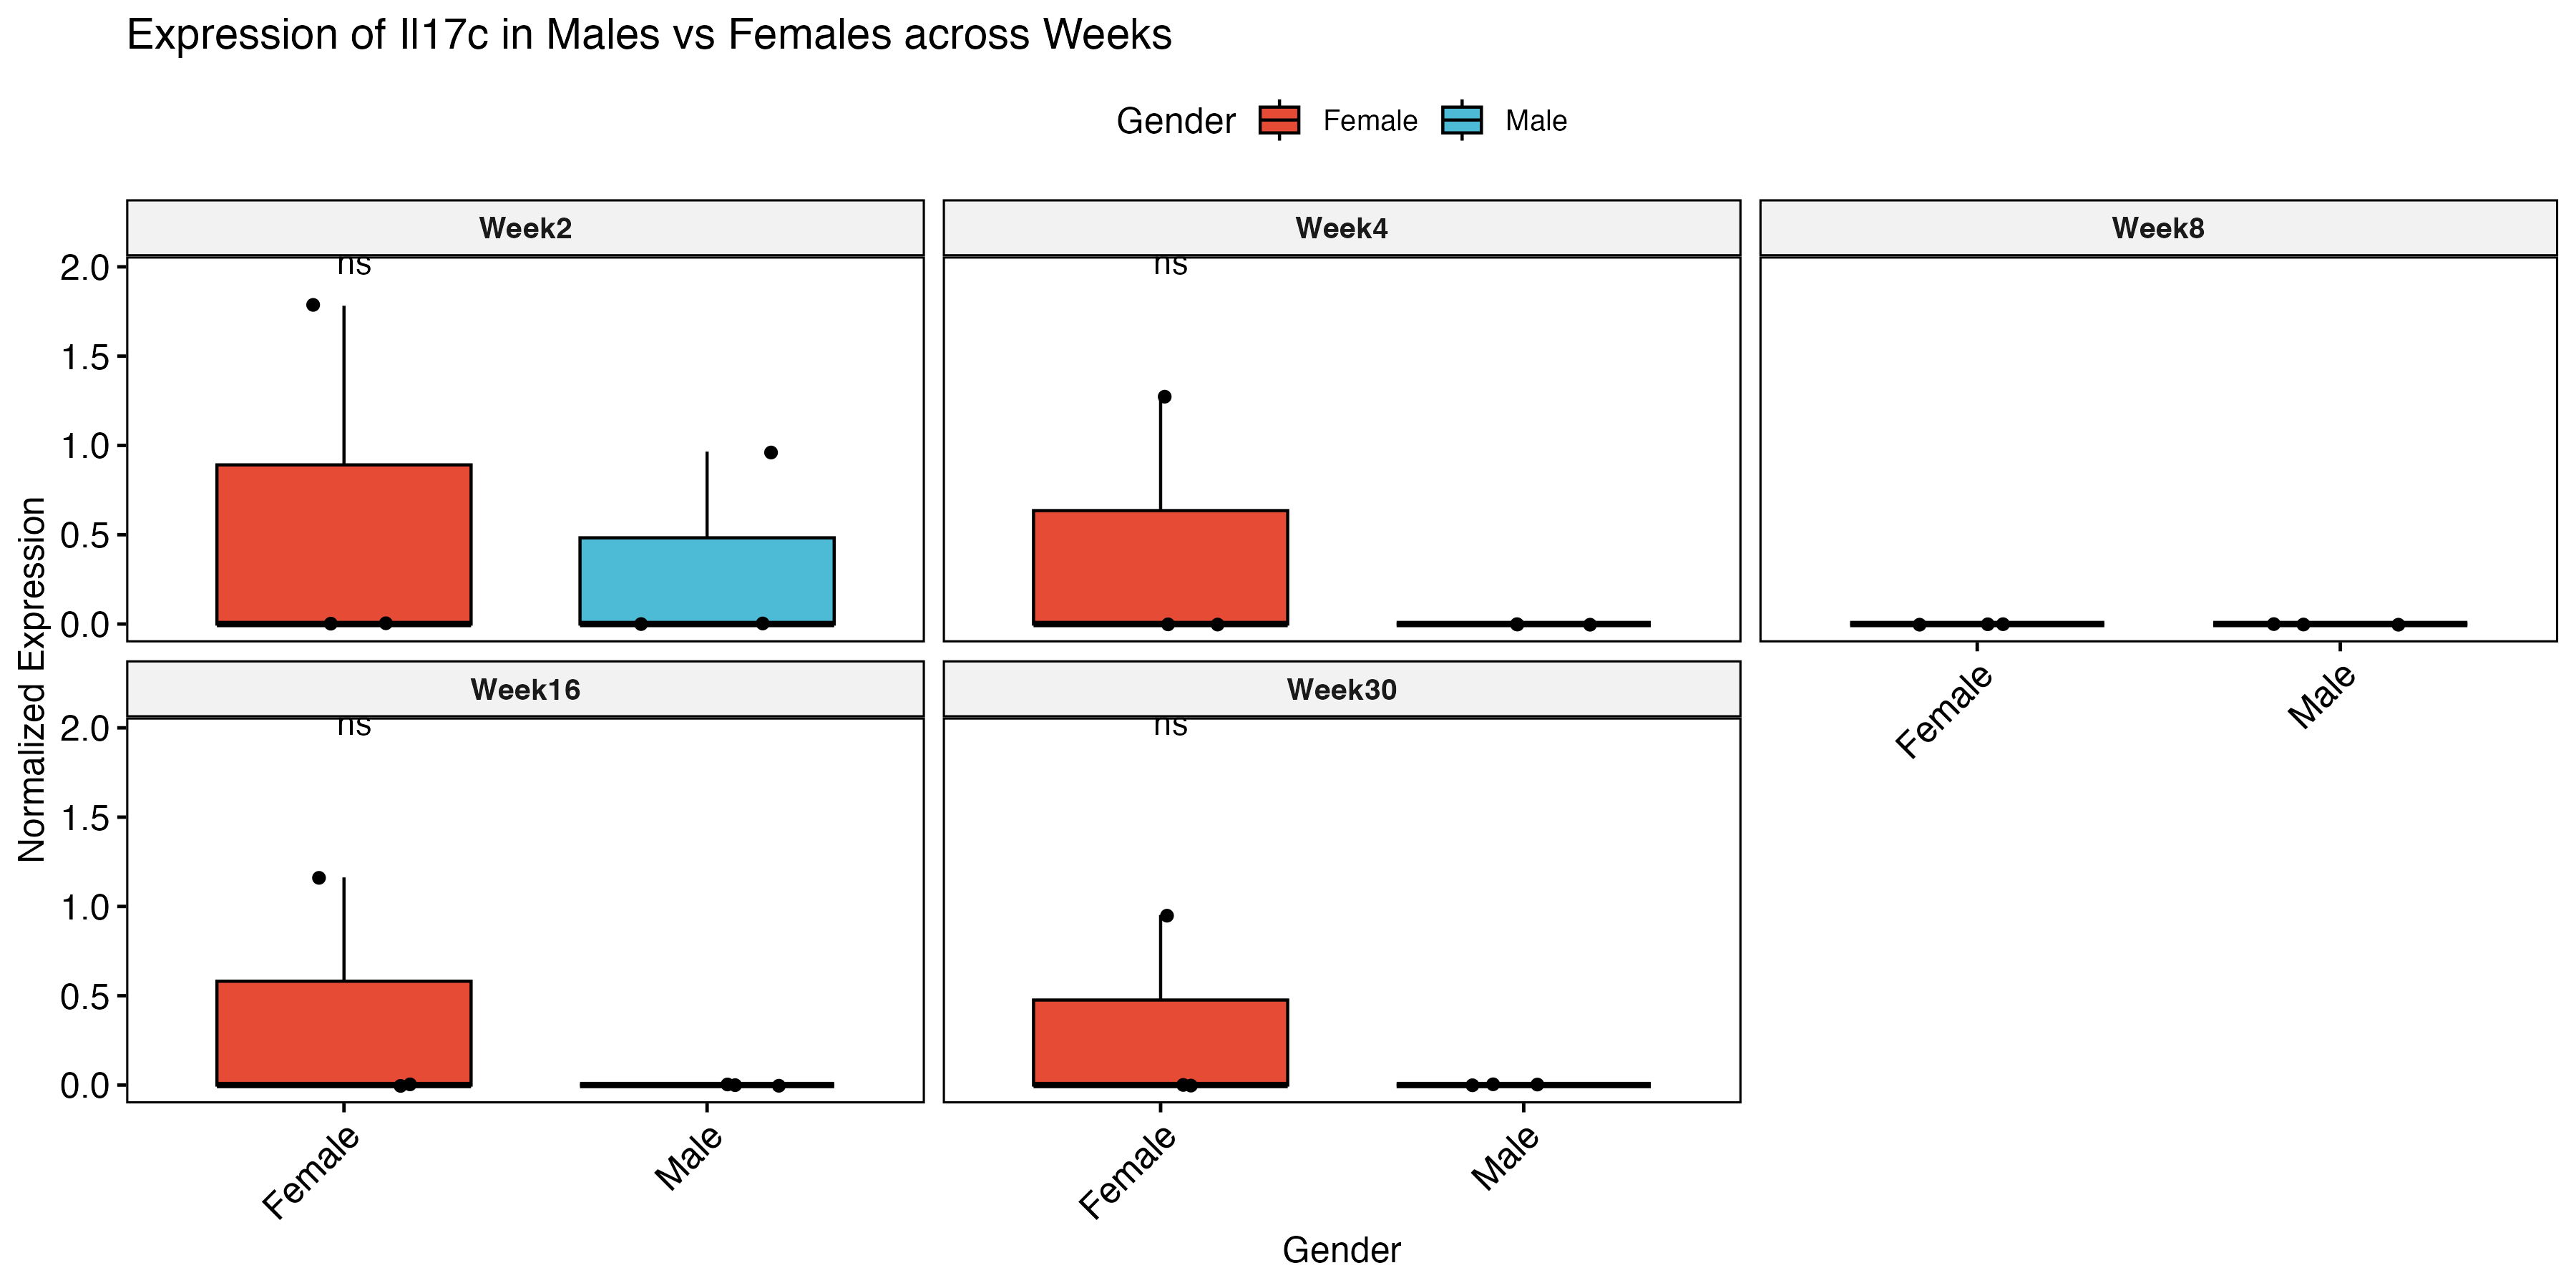 Expression of Il17c in Males vs Females across Weeks
Gender Female Male
Week2 Week4 Week8
ns ns
2.0
1.5
1.0
0.5
0.0
Normalized Expression
Female Male
Week16 Week30
ns ns
2.0
1.5
1.0
0.5
0.0
Female Male Female Male
Gender